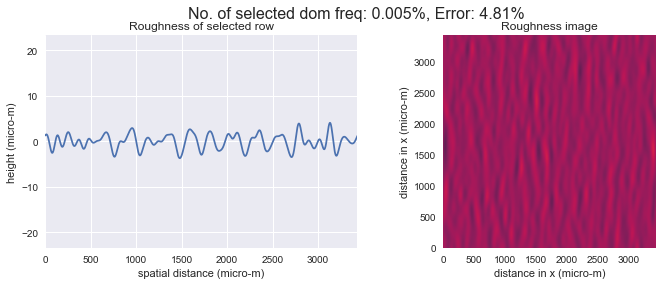 No. of selected dom freq: 0.005%, Error: 4.81%
Roughness of selected row
20
10
0
−10
−20
height (micro-m)
0 500 1000 1500 2000 2500 3000
spatial distance (micro-m)
Roughness image
3000
2500
2000
1500
1000
500
0
distance in x (micro-m)
0 500 1000 1500 2000 2500 3000
distance in x (micro-m)